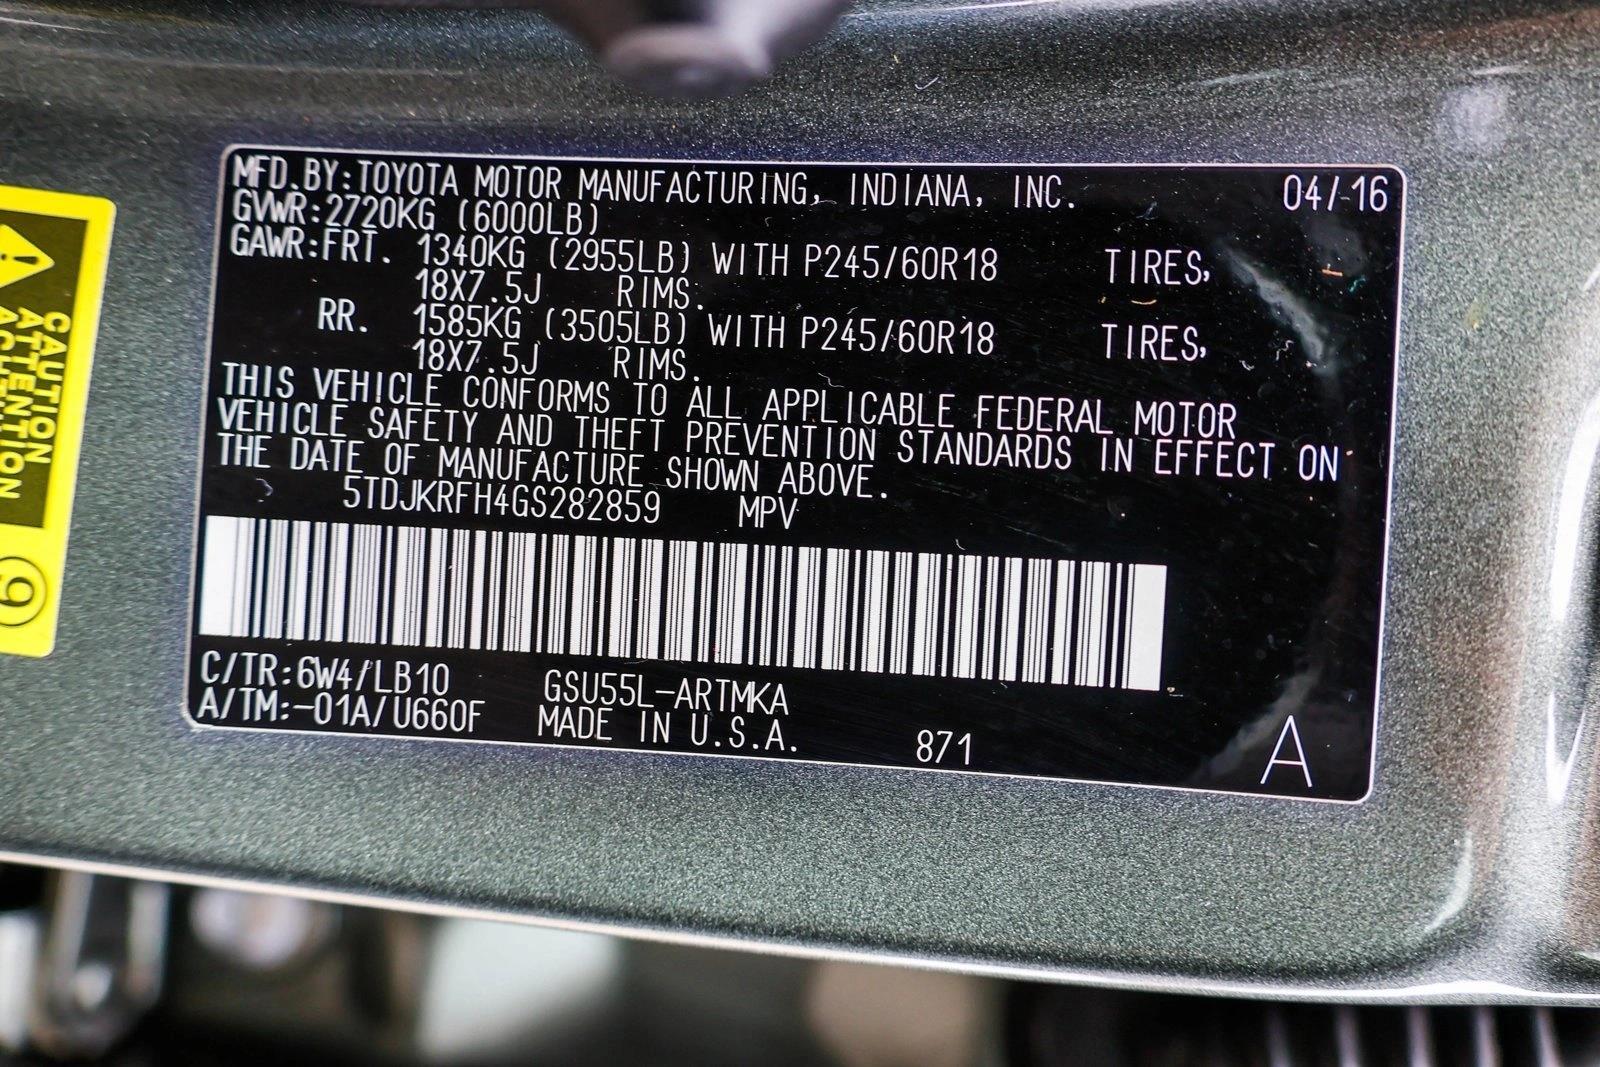 MFD.BY:TOYOTA MOTOR MANUFACTURING, INDIANA, INC. 04/16
GVWR:2720KG (6000LB)
GAWR:FRT. 1340KG (2955LB) WITH P245/60R18 TIRES,
18X7.5J RIMS.
RR. 1585KG (3505LB) WITH P245/60R18 TIRES,
18X7.5J RIMS.
THIS VEHICLE CONFORMS TO ALL APPLICABLE FEDERAL MOTOR
VEHICLE SAFETY AND THEFT PREVENTION STANDARDS IN EFFECT ON
THE DATE OF MANUFACTURE SHOWN ABOVE.
5TDJKRFH4GS282859 MPV
C/TR:6W4/LB10 GSU55L-ARTMKA
A/TM:-01A/U660F MADE IN U.S.A. 871 A
CAUTION
ATTENTION
ACHTUNG
9